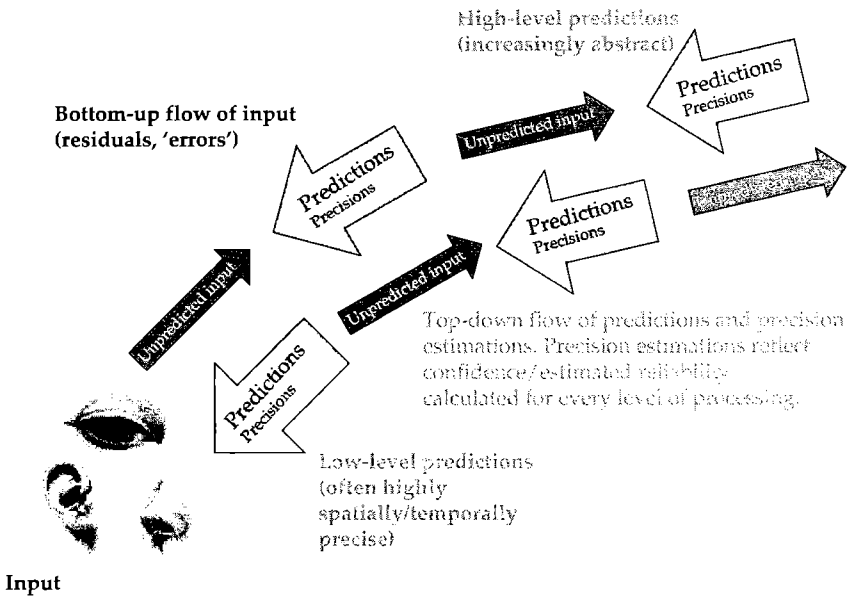 High-level predictions
(increasingly abstract)
Predictions
Precisions
Unpredicted input
Bottom-up flow of input
(residuals, 'errors')
Predictions
Precisions
Predictions
Precisions
Unpredicted input
Unpredicted input
Top-down flow of predictions and precision
estimations. Precision estimations reflect
confidence/estimated reliability
calculated for every level of processing.
Predictions
Precisions
Low-level predictions
(often highly
spatially/temporally
precise)
Input